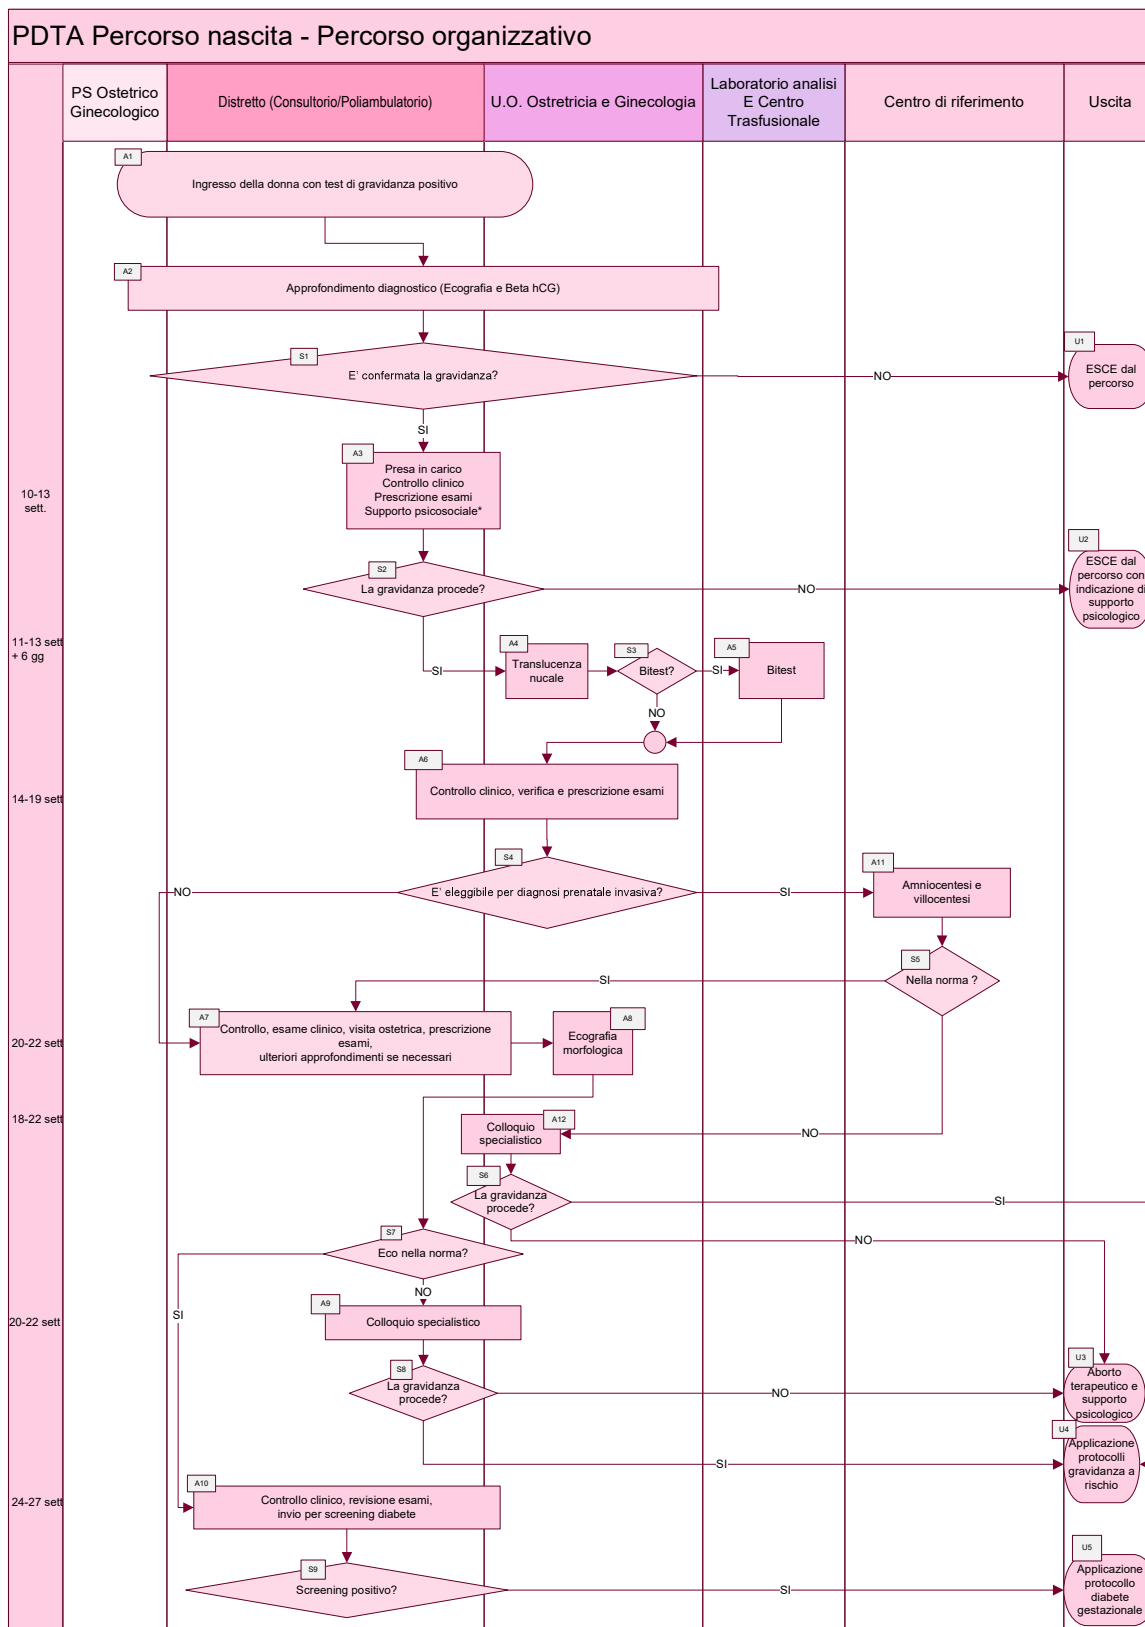 PDTA Percorso nascita - Percorso organizzativo
PS Ostetrico
Ginecologico
Distretto (Consultorio/Poliambulatorio)
U.O. Ostretricia e Ginecologia
Laboratorio analisi
E Centro
Trasfusionale
Centro di riferimento
Uscita
A1
Ingresso della donna con test di gravidanza positivo
A2
Approfondimento diagnostico (Ecografia e Beta hCG)
S1
E' confermata la gravidanza?
NO
U1
ESCE dal
percorso
SI
10-13
sett.
A3
Presa in carico
Controllo clinico
Prescrizione esami
Supporto psicosociale*
S2
La gravidanza procede?
NO
U2
ESCE dal
percorso con
indicazione di
supporto
psicologico
11-13 sett
+ 6 gg
SI
A4
Translucenza
nucale
S3
Bitest?
SI
A5
Bitest
NO
14-19 sett
A6
Controllo clinico, verifica e prescrizione esami
S4
E' eleggibile per diagnosi prenatale invasiva?
NO
SI
A11
Amniocentesi e
villocentesi
S5
Nella norma ?
SI
20-22 sett
A7
Controllo, esame clinico, visita ostetrica, prescrizione
esami,
ulteriori approfondimenti se necessari
A8
Ecografia
morfologica
18-22 sett
A12
Colloquio
specialistico
NO
S6
La gravidanza
procede?
SI
NO
S7
Eco nella norma?
SI
NO
20-22 sett
A9
Colloquio specialistico
S8
La gravidanza
procede?
NO
U3
Aborto
terapeutico e
supporto
psicologico
SI
U4
Applicazione
protocolli
gravidanza a
rischio
24-27 sett
A10
Controllo clinico, revisione esami,
invio per screening diabete
S9
Screening positivo?
SI
U5
Applicazione
protocollo
diabete
gestazionale